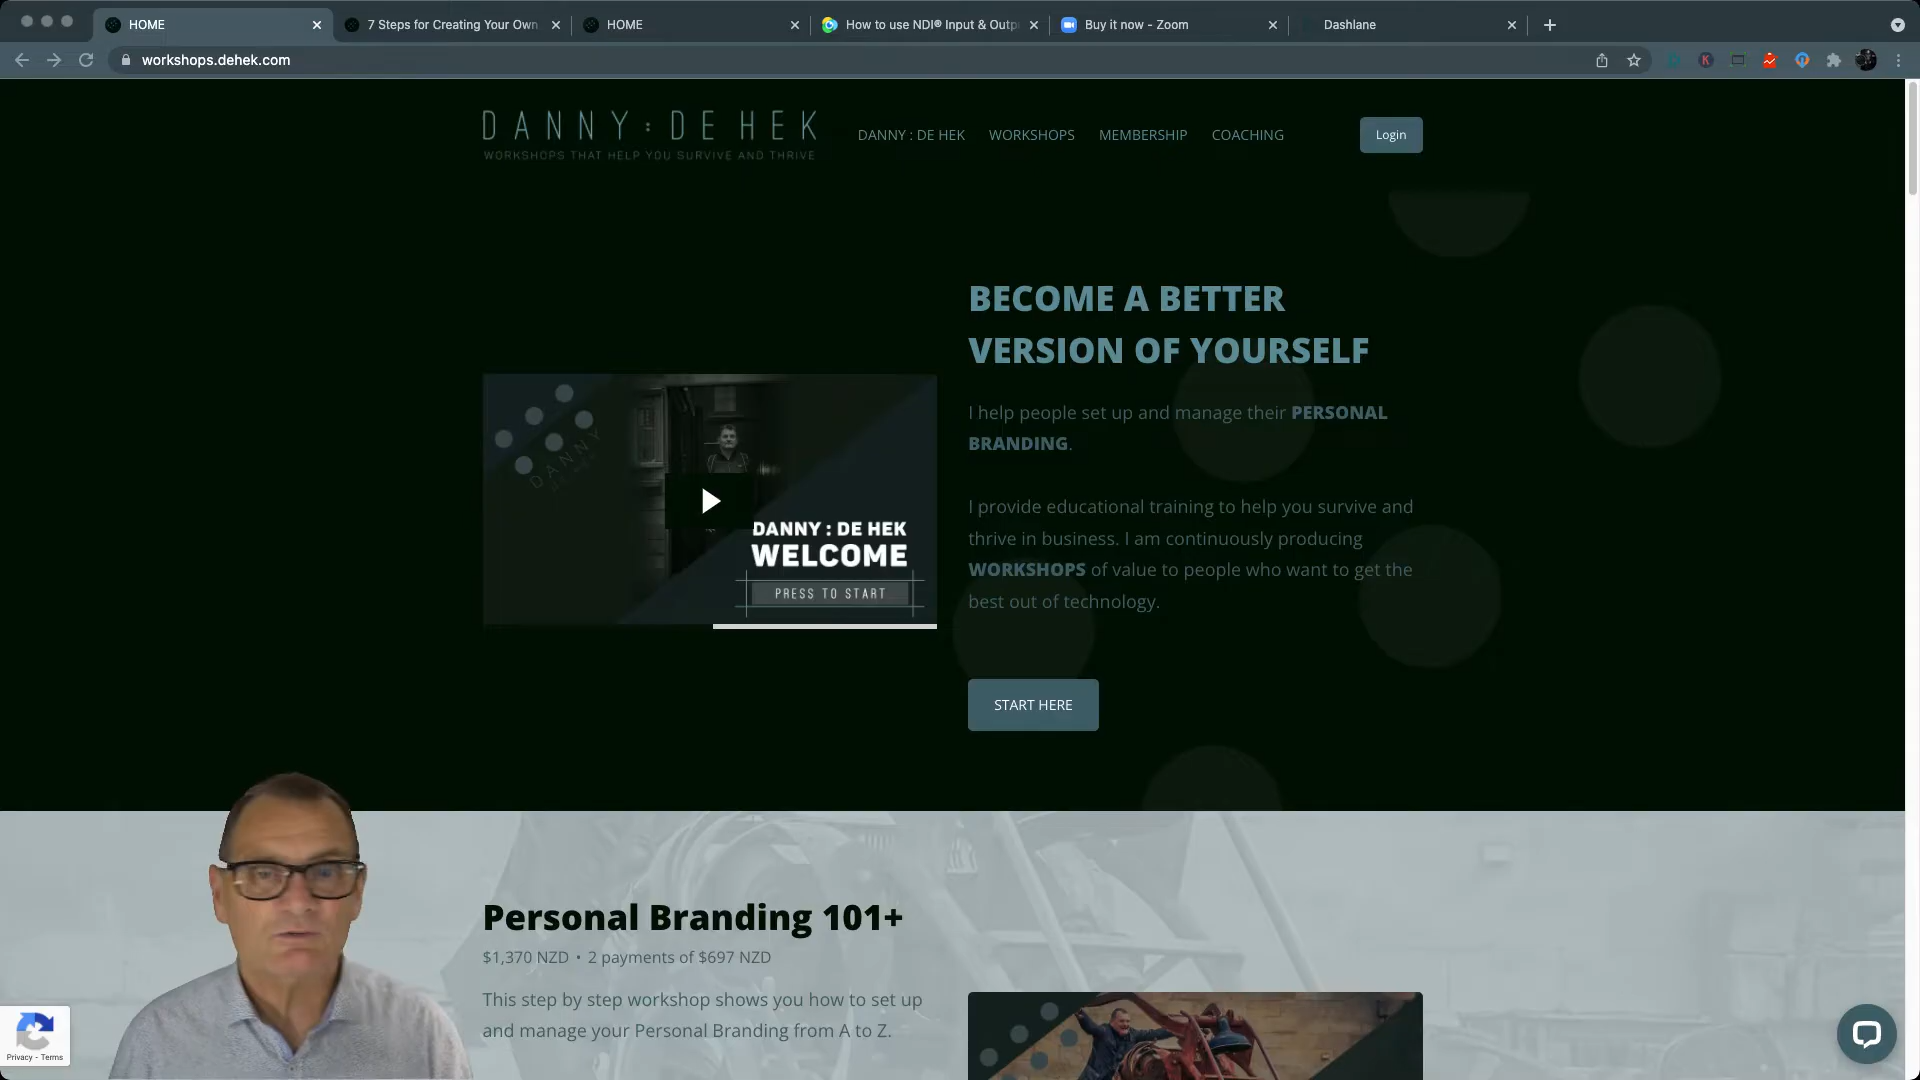 HOME
7 Steps for Creating Your Own
HOME
How to use NDI® Input & Outp
Buy it now - Zoom
Dashlane
workshops.dehek.com
DANNY : DE HEK
WORKSHOPS THAT HELP YOU SURVIVE AND THRIVE
DANNY : DE HEK
WORKSHOPS
MEMBERSHIP
COACHING
Login
BECOME A BETTER
VERSION OF YOURSELF
I help people set up and manage their PERSONAL
BRANDING.
I provide educational training to help you survive and
thrive in business. I am continuously producing
WORKSHOPS of value to people who want to get the
best out of technology.
START HERE
DANNY
DANNY : DE HEK
WELCOME
PRESS TO START
Personal Branding 101+
$1,370 NZD • 2 payments of $697 NZD
This step by step workshop shows you how to set up
and manage your Personal Branding from A to Z.
Privacy - Terms